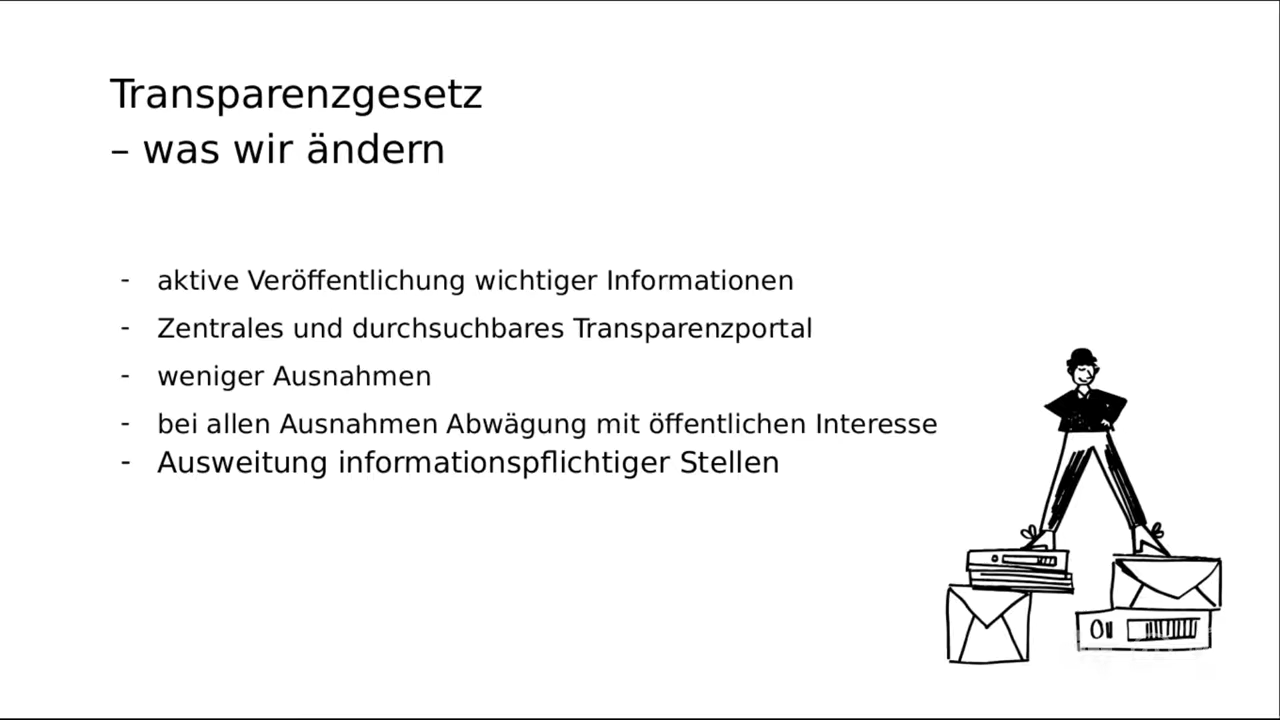 Transparenzgesetz
– was wir ändern
- aktive Veröffentlichung wichtiger Informationen
- Zentrales und durchsuchbares Transparenzportal
- weniger Ausnahmen
- bei allen Ausnahmen Abwägung mit öffentlichen Interesse
- Ausweitung informationspflichtiger Stellen